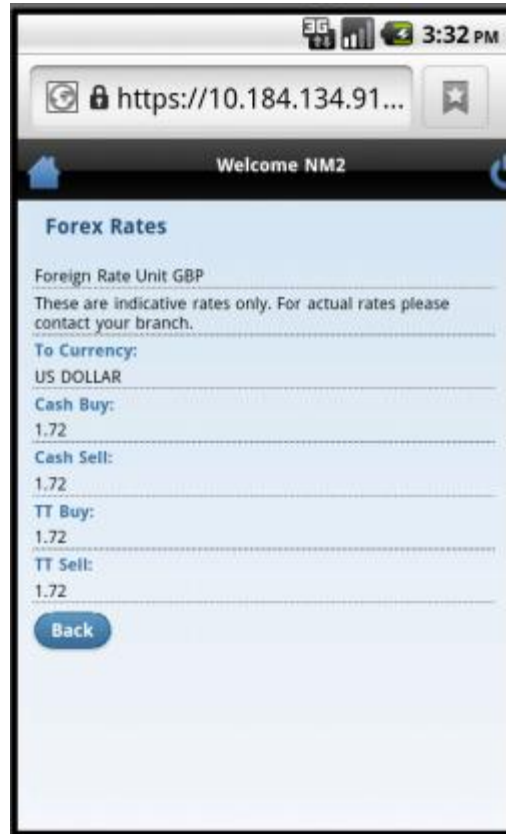 3G
3:32 PM
https://10.184.134.91...
Welcome NM2
Forex Rates
Foreign Rate Unit GBP
These are indicative rates only. For actual rates please
contact your branch.
To Currency:
US DOLLAR
Cash Buy:
1.72
Cash Sell:
1.72
TT Buy:
1.72
TT Sell:
1.72
Back